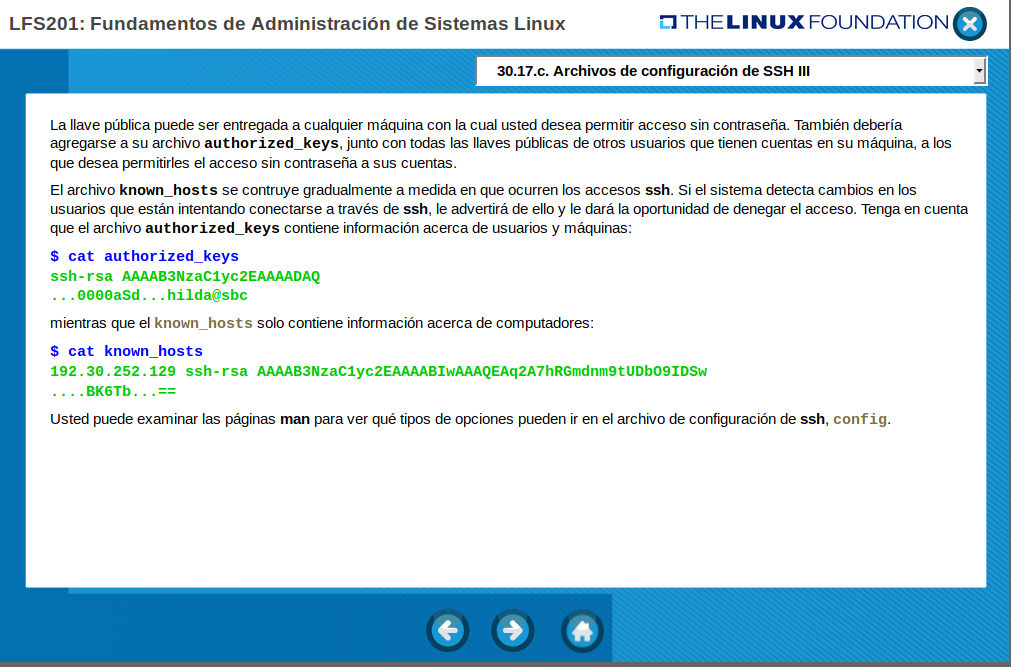 LFS201: Fundamentos de Administración de Sistemas Linux
THE LINUX FOUNDATION
30.17.c. Archivos de configuración de SSH III
La llave pública puede ser entregada a cualquier máquina con la cual usted desea permitir acceso sin contraseña. También debería
agregarse a su archivo authorized_keys, junto con todas las llaves públicas de otros usuarios que tienen cuentas en su máquina, a los
que desea permitirles el acceso sin contraseña a sus cuentas.
El archivo known_hosts se contruye gradualmente a medida en que ocurren los accesos ssh. Si el sistema detecta cambios en los
usuarios que están intentando conectarse a través de ssh, le advertirá de ello y le dará la oportunidad de denegar el acceso. Tenga en cuenta
que el archivo authorized_keys contiene información acerca de usuarios y máquinas:
$ cat authorized_keys
ssh-rsa AAAAB3NzaC1yc2EAAAADAQ
...0000aSd...hilda@sbc
mientras que el known_hosts solo contiene información acerca de computadores:
$ cat known_hosts
192.30.252.129 ssh-rsa AAAAB3NzaC1yc2EAAAABIwAAAQEAq2A7hRGmdnm9tUDbO9IDSw
....BK6Tb...==
Usted puede examinar las páginas man para ver qué tipos de opciones pueden ir en el archivo de configuración de ssh, config.